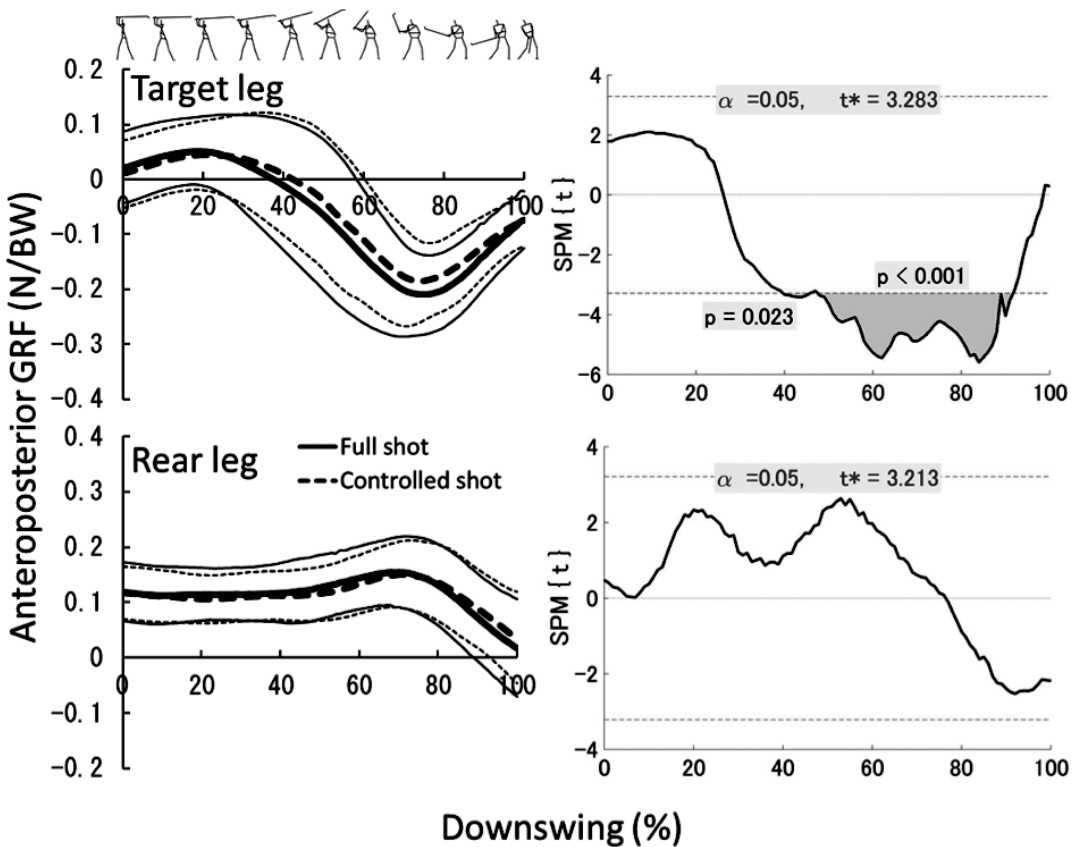 Anteroposterior GRF (N/BW)
Target leg
0.2
0.1
0
-0.1
-0.2
-0.3
-0.4
0 20 40 60 80 100
SPM{t}
4
2
0
-2
-4
-6
α =0.05, t* = 3.283
p < 0.001
p = 0.023
0 20 40 60 80 100
Rear leg
Full shot
Controlled shot
0.4
0.3
0.2
0.1
0
-0.1
-0.2
0 20 40 60 80 100
SPM{t}
4
2
0
-2
-4
α =0.05, t* = 3.213
0 20 40 60 80 100
Downswing (%)